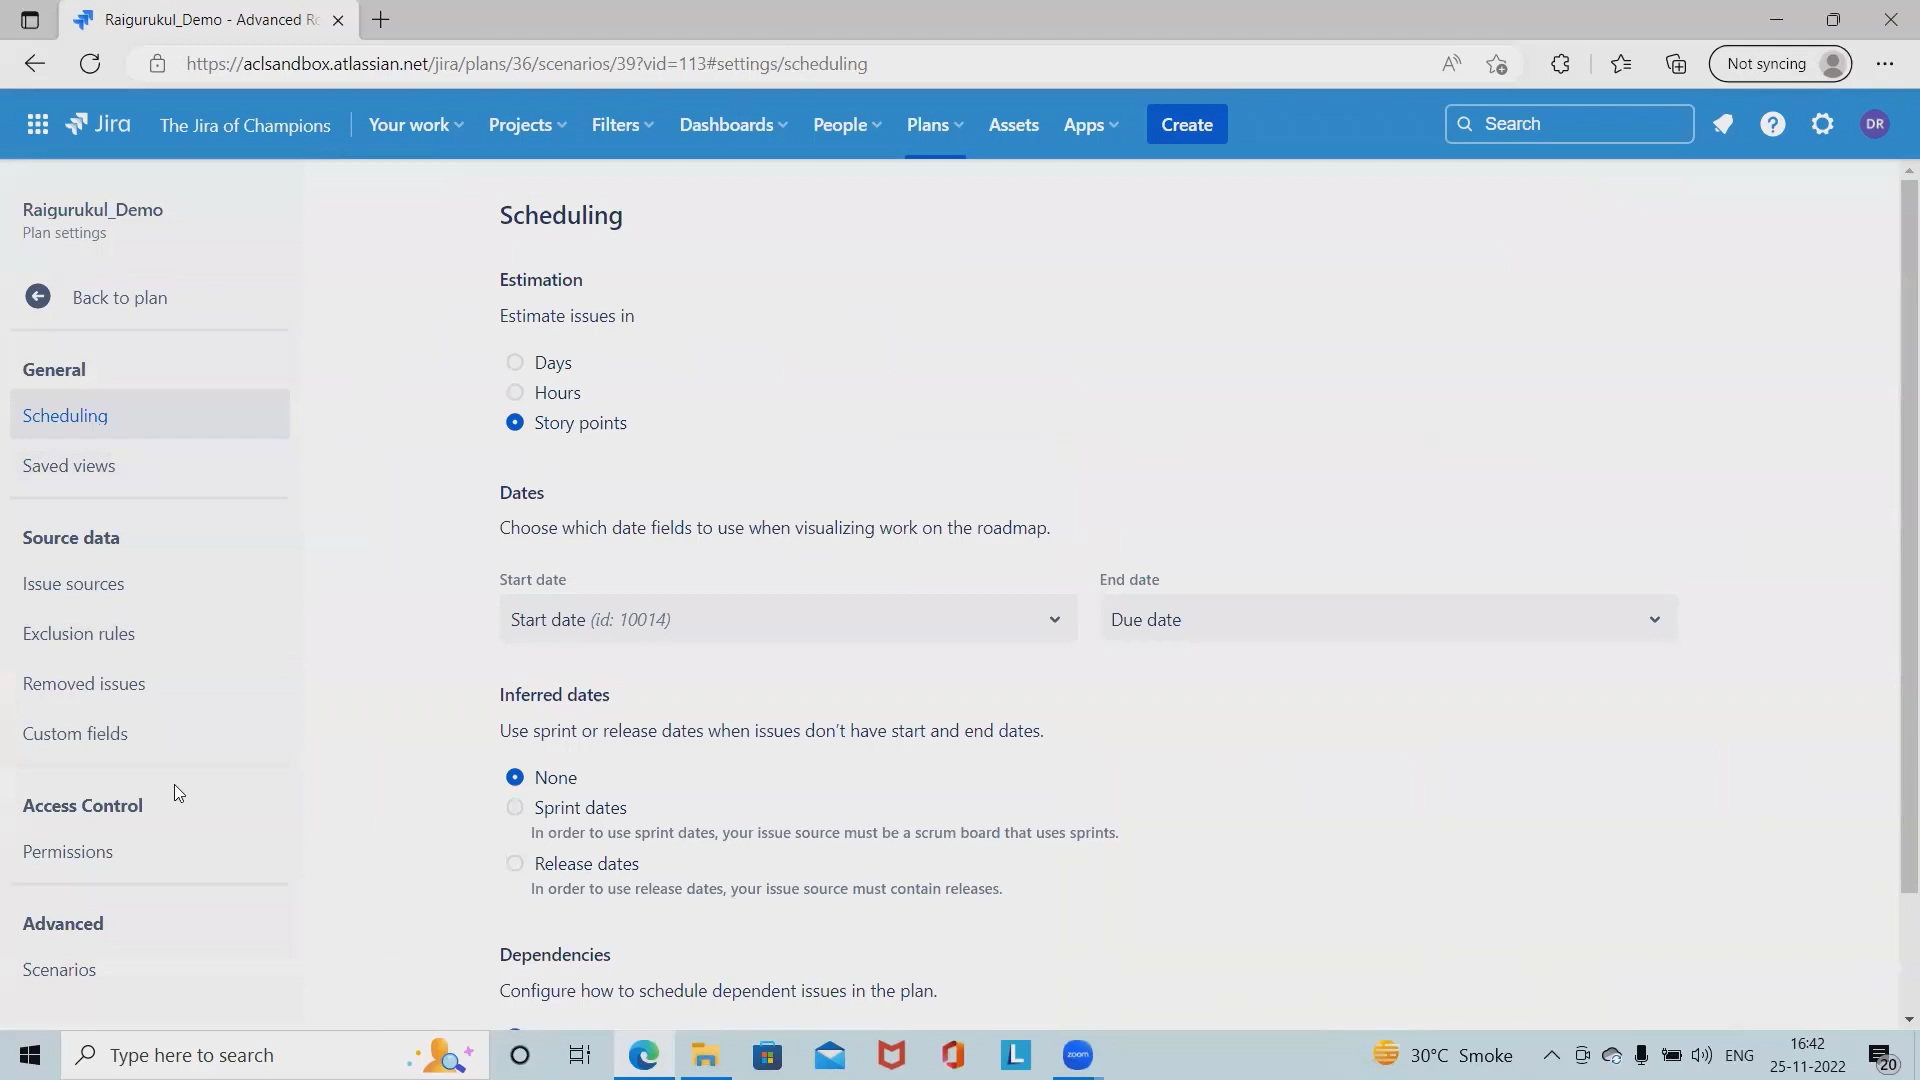 Raigurukul_Demo - Advanced Ro
https://aclsandbox.atlassian.net/jira/plans/36/scenarios/39?vid=113#settings/scheduling
Not syncing
Jira
The Jira of Champions
Your work
Projects
Filters
Dashboards
People
Plans
Assets
Apps
Create
Search
DR
Raigurukul_Demo
Plan settings
Back to plan
General
Scheduling
Saved views
Source data
Issue sources
Exclusion rules
Removed issues
Custom fields
Access Control
Permissions
Advanced
Scenarios
Scheduling
Estimation
Estimate issues in
Days
Hours
Story points
Dates
Choose which date fields to use when visualizing work on the roadmap.
Start date
Start date (id: 10014)
End date
Due date
Inferred dates
Use sprint or release dates when issues don’t have start and end dates.
None
Sprint dates
In order to use sprint dates, your issue source must be a scrum board that uses sprints.
Release dates
In order to use release dates, your issue source must contain releases.
Dependencies
Configure how to schedule dependent issues in the plan.
Type here to search
L
zoom
30°C Smoke
ENG
16:42
25-11-2022
20